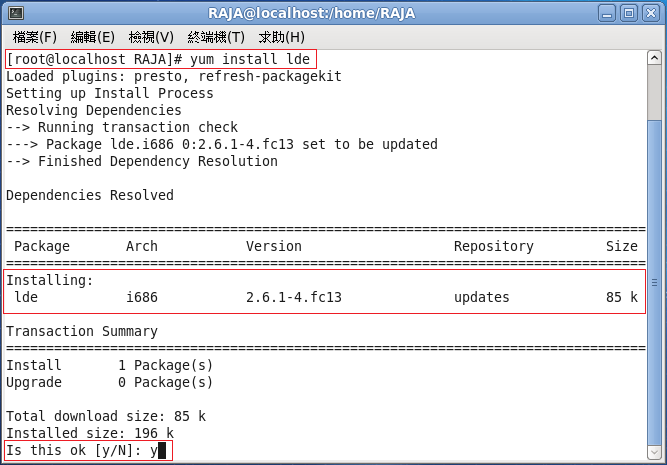 RAJA@localhost:/home/RAJA
檔案(F) 編輯(E) 檢視(V) 終端機(T) 求助(H)
[root@localhost RAJA]# yum install lde
Loaded plugins: presto, refresh-packagekit
Setting up Install Process
Resolving Dependencies
--> Running transaction check
---> Package lde.i686 0:2.6.1-4.fc13 set to be updated
--> Finished Dependency Resolution
Dependencies Resolved
================================================================================
Package Arch Version Repository Size
================================================================================
Installing:
lde i686 2.6.1-4.fc13 updates 85 k
Transaction Summary
================================================================================
Install 1 Package(s)
Upgrade 0 Package(s)
Total download size: 85 k
Installed size: 196 k
Is this ok [y/N]: y